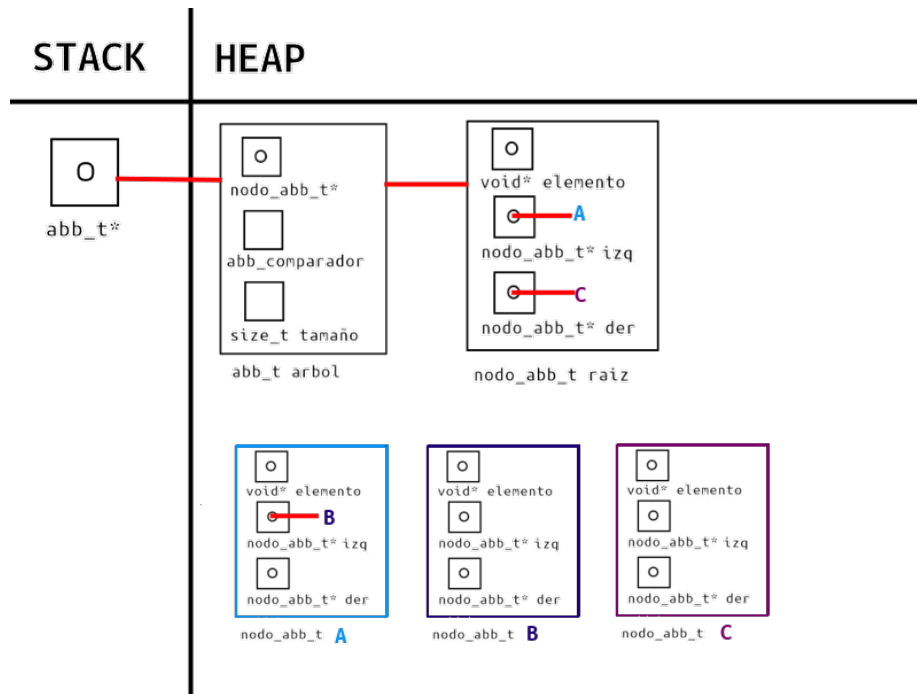 STACK
HEAP
abb_t*
nodo_abb_t*
abb_comparador
size_t tamaño
abb_t arbol
void* elemento
A
nodo_abb_t* izq
C
nodo_abb_t* der
nodo_abb_t raiz
void* elemento
B
nodo_abb_t* izq
nodo_abb_t* der
nodo_abb_t A
void* elemento
nodo_abb_t* izq
nodo_abb_t* der
nodo_abb_t B
void* elemento
nodo_abb_t* izq
nodo_abb_t* der
nodo_abb_t C